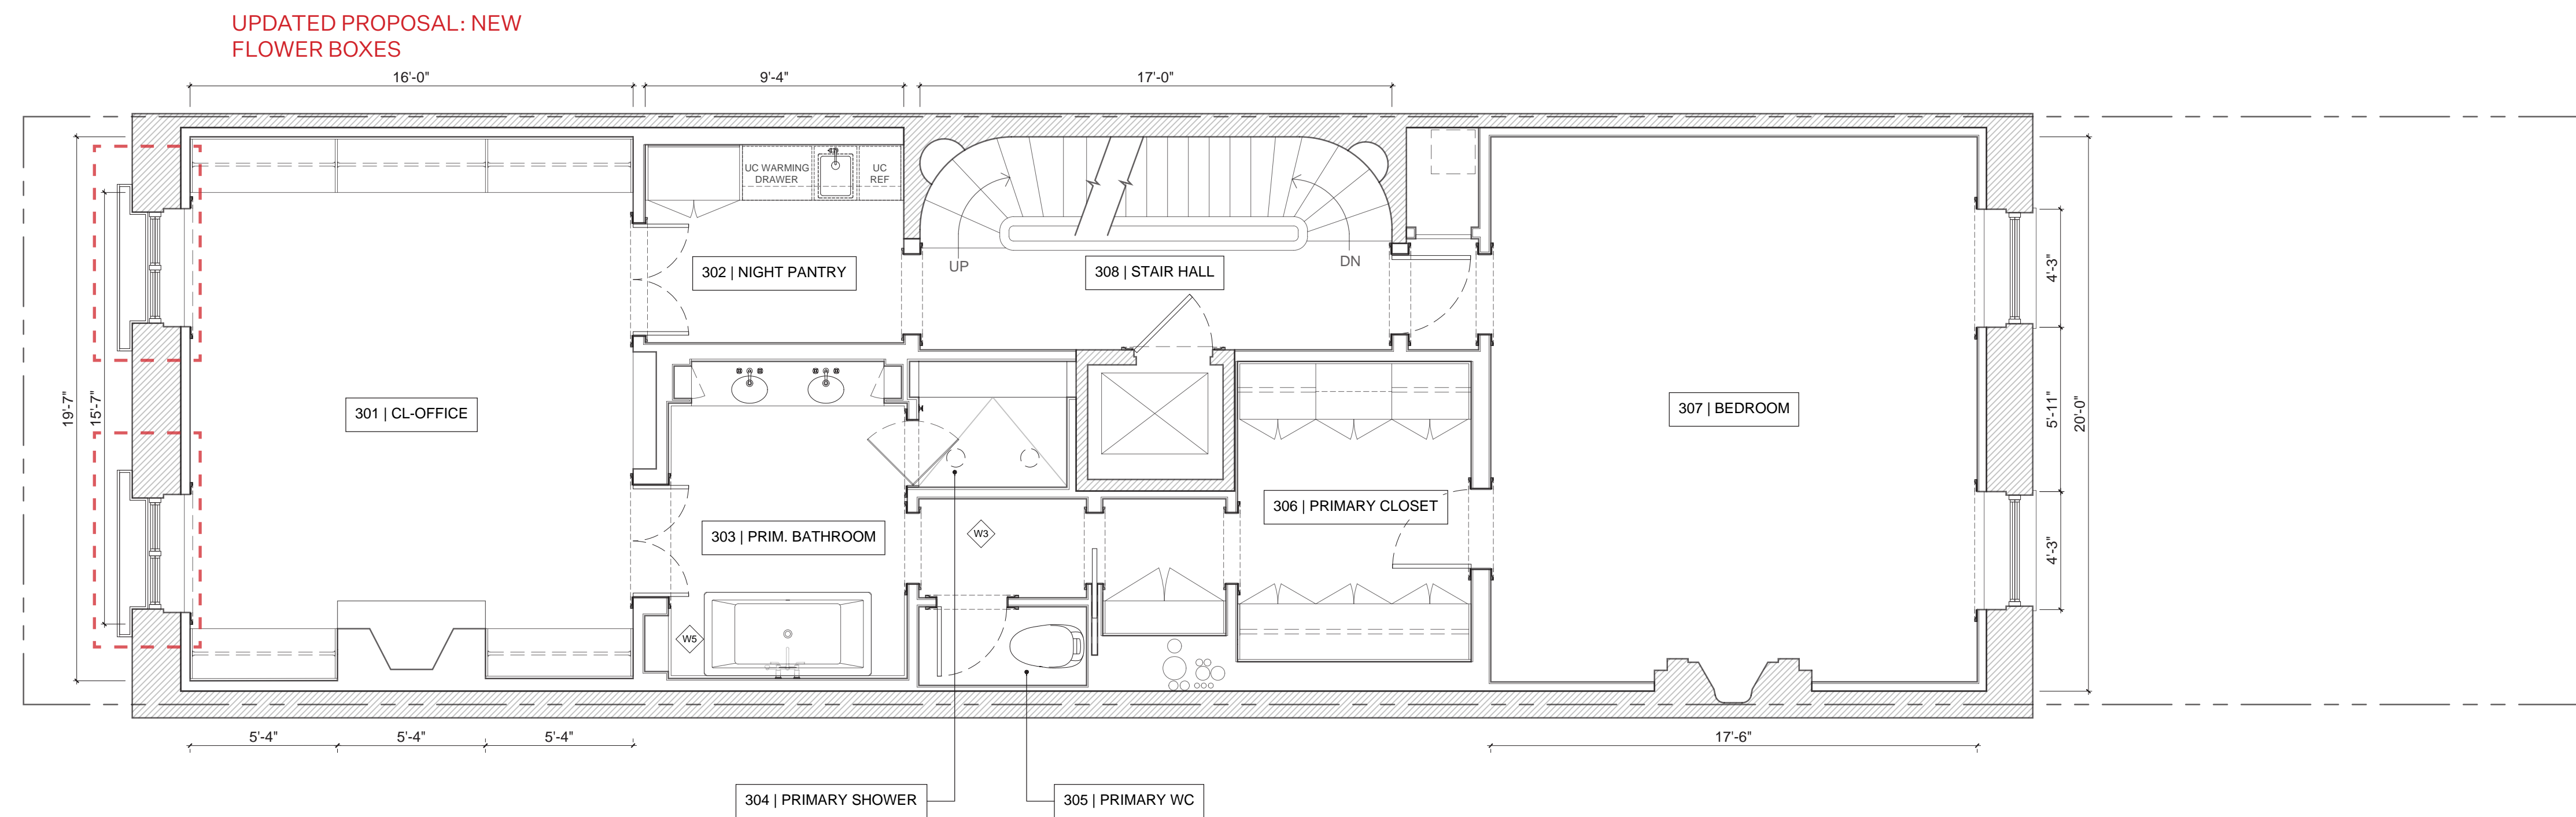 UPDATED PROPOSAL: NEW
FLOWER BOXES
16'-0"
9'-4"
17'-0"
UC WARMING
DRAWER
UC
REF
UP
DN
302 | NIGHT PANTRY
308 | STAIR HALL
4'-3"
19'-7"
15'-7"
301 | CL-OFFICE
307 | BEDROOM
5'-11"
20'-0"
306 | PRIMARY CLOSET
303 | PRIM. BATHROOM
W3
4'-3"
W5
5'-4"
5'-4"
5'-4"
17'-6"
304 | PRIMARY SHOWER
305 | PRIMARY WC